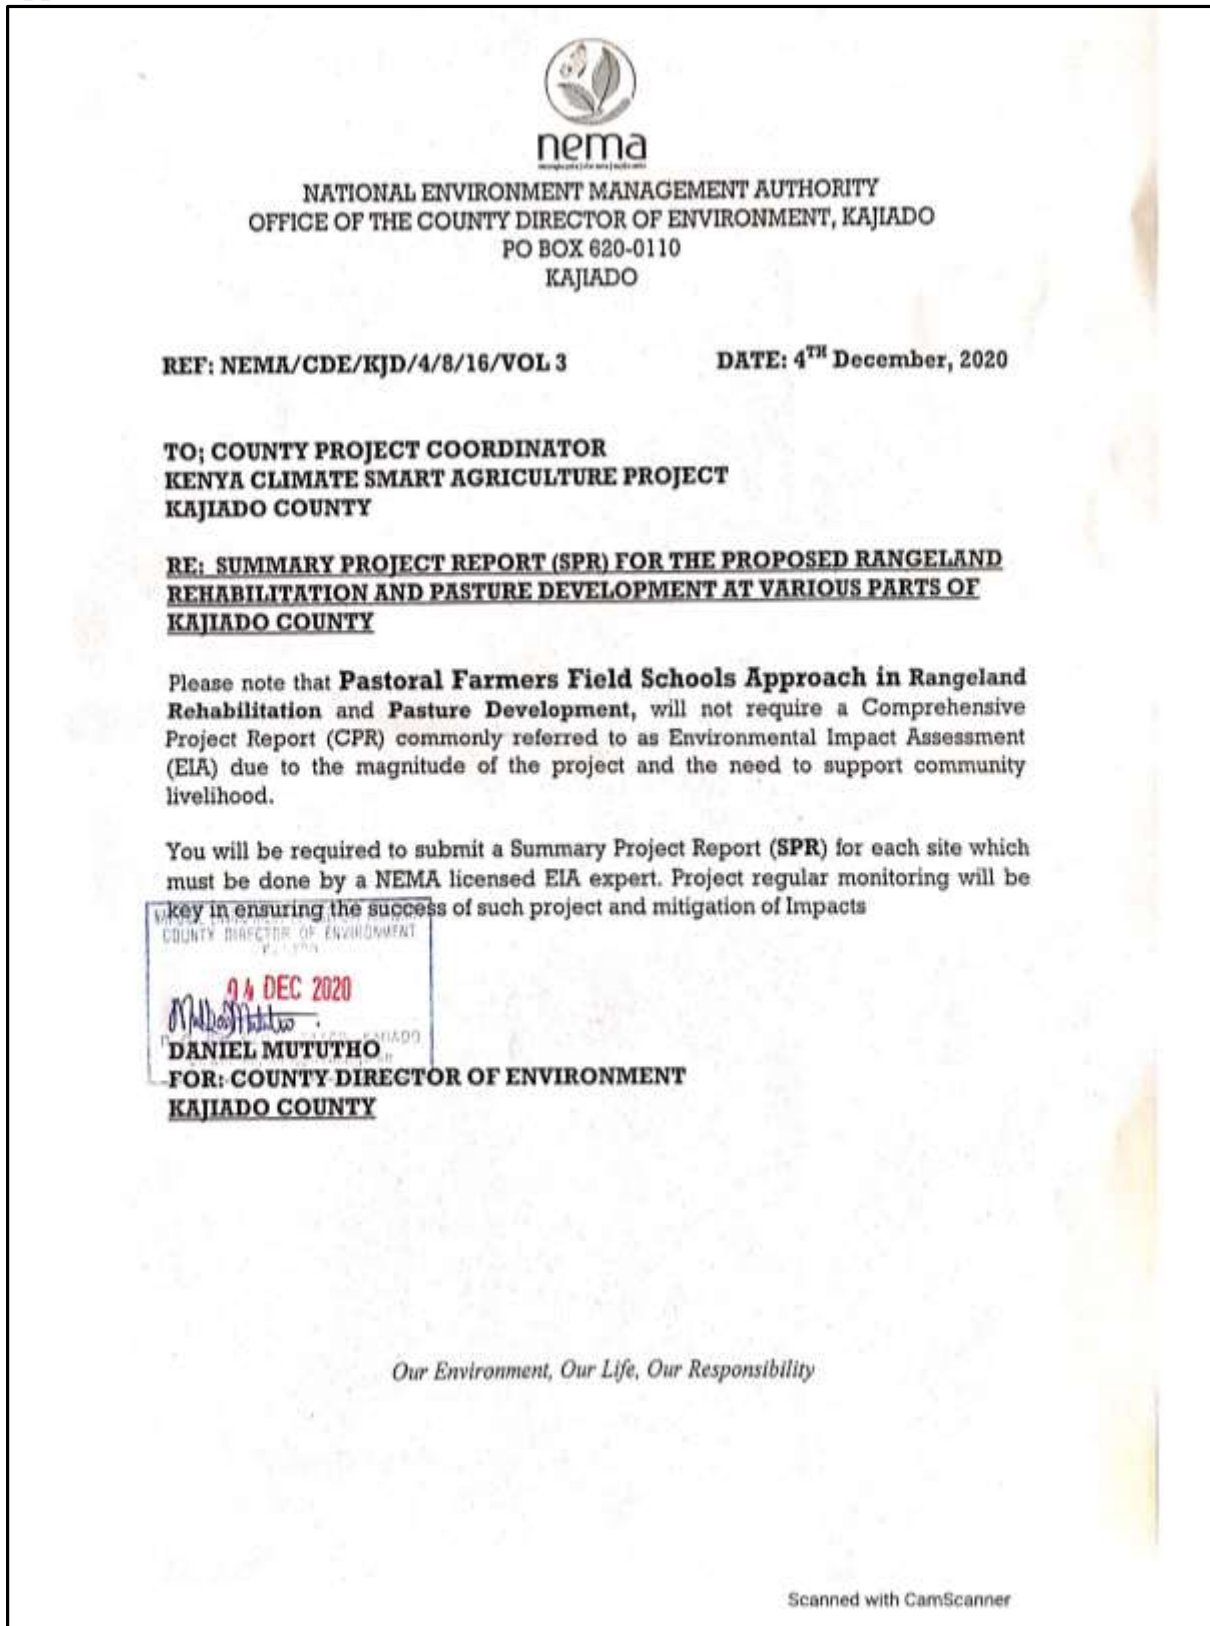 nema
NATIONAL ENVIRONMENT MANAGEMENT AUTHORITY
OFFICE OF THE COUNTY DIRECTOR OF ENVIRONMENT, KAJIADO
PO BOX 620-0110
KAJIADO
REF: NEMA/CDE/KJD/4/8/16/VOL 3 DATE: 4TH December, 2020
TO; COUNTY PROJECT COORDINATOR
KENYA CLIMATE SMART AGRICULTURE PROJECT
KAJIADO COUNTY
RE: SUMMARY PROJECT REPORT (SPR) FOR THE PROPOSED RANGELAND
REHABILITATION AND PASTURE DEVELOPMENT AT VARIOUS PARTS OF
KAJIADO COUNTY
Please note that Pastoral Farmers Field Schools Approach in Rangeland
Rehabilitation and Pasture Development, will not require a Comprehensive
Project Report (CPR) commonly referred to as Environmental Impact Assessment
(EIA) due to the magnitude of the project and the need to support community
livelihood.
You will be required to submit a Summary Project Report (SPR) for each site which
must be done by a NEMA licensed EIA expert. Project regular monitoring will be
key in ensuring the success of such project and mitigation of Impacts
COUNTY DIRECTOR OF ENVIRONMENT
04 DEC 2020
DANIEL MUTUTHO
FOR: COUNTY DIRECTOR OF ENVIRONMENT
KAJIADO COUNTY
Our Environment, Our Life, Our Responsibility
Scanned with CamScanner